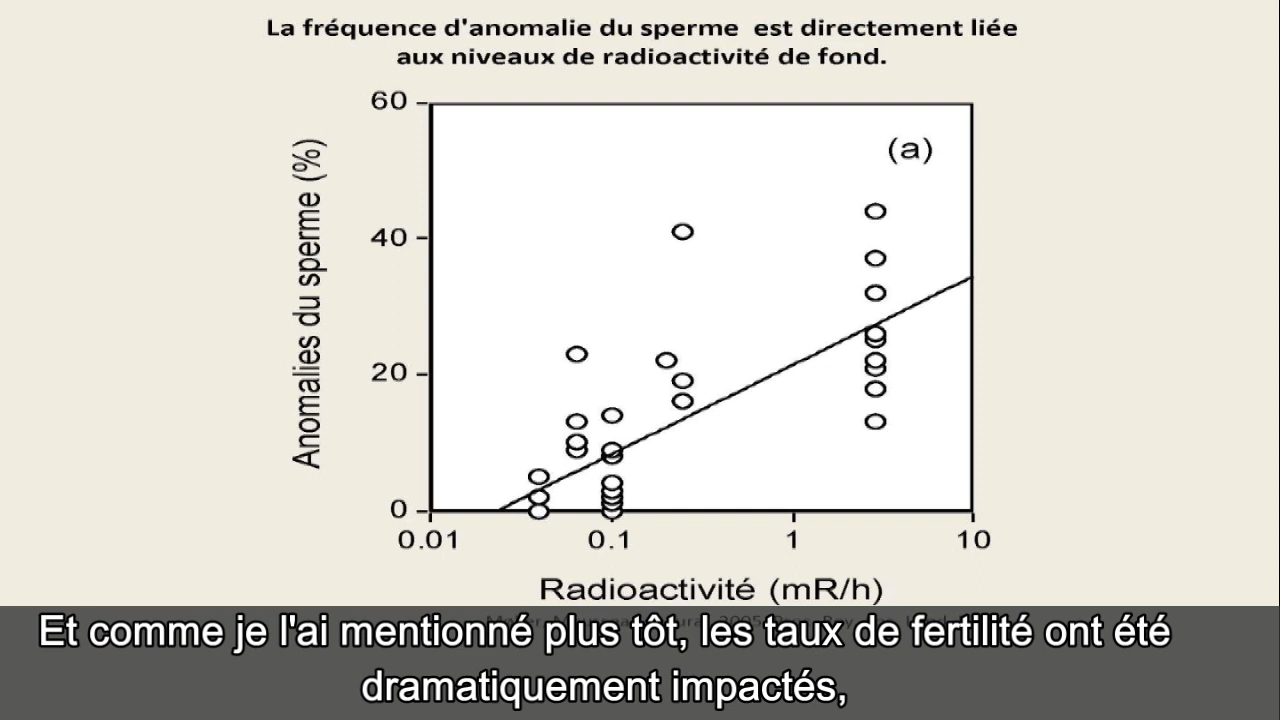 La fréquence d'anomalie du sperme est directement liée
aux niveaux de radioactivité de fond.
60
(a)
Anomalies du sperme (%)
40
20
0
0.01 0.1 1 10
Radioactivité (mR/h)
Et comme je l'ai mentionné plus tôt, les taux de fertilité ont été
dramatiquement impactés,